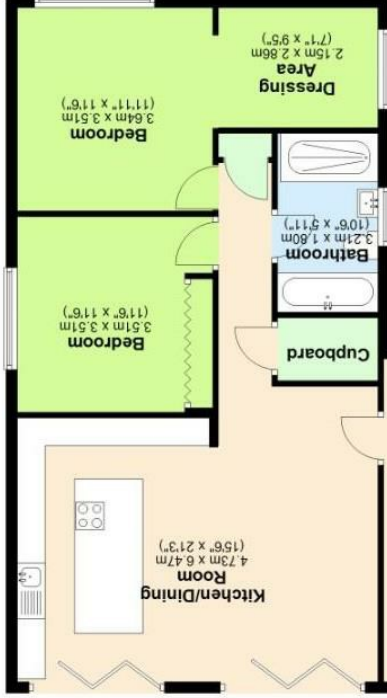 Kitchen/Dining
Room
4.73m x 6.47m
(15'6" x 21'3")
Cupboard
Bedroom
3.51m x 3.51m
(11'6" x 11'6")
Bathroom
3.21m x 1.80m
(10'6" x 5'11")
Bedroom
3.64m x 3.51m
(11'11" x 11'6")
Dressing
Area
2.15m x 2.86m
(7'1" x 9'5")